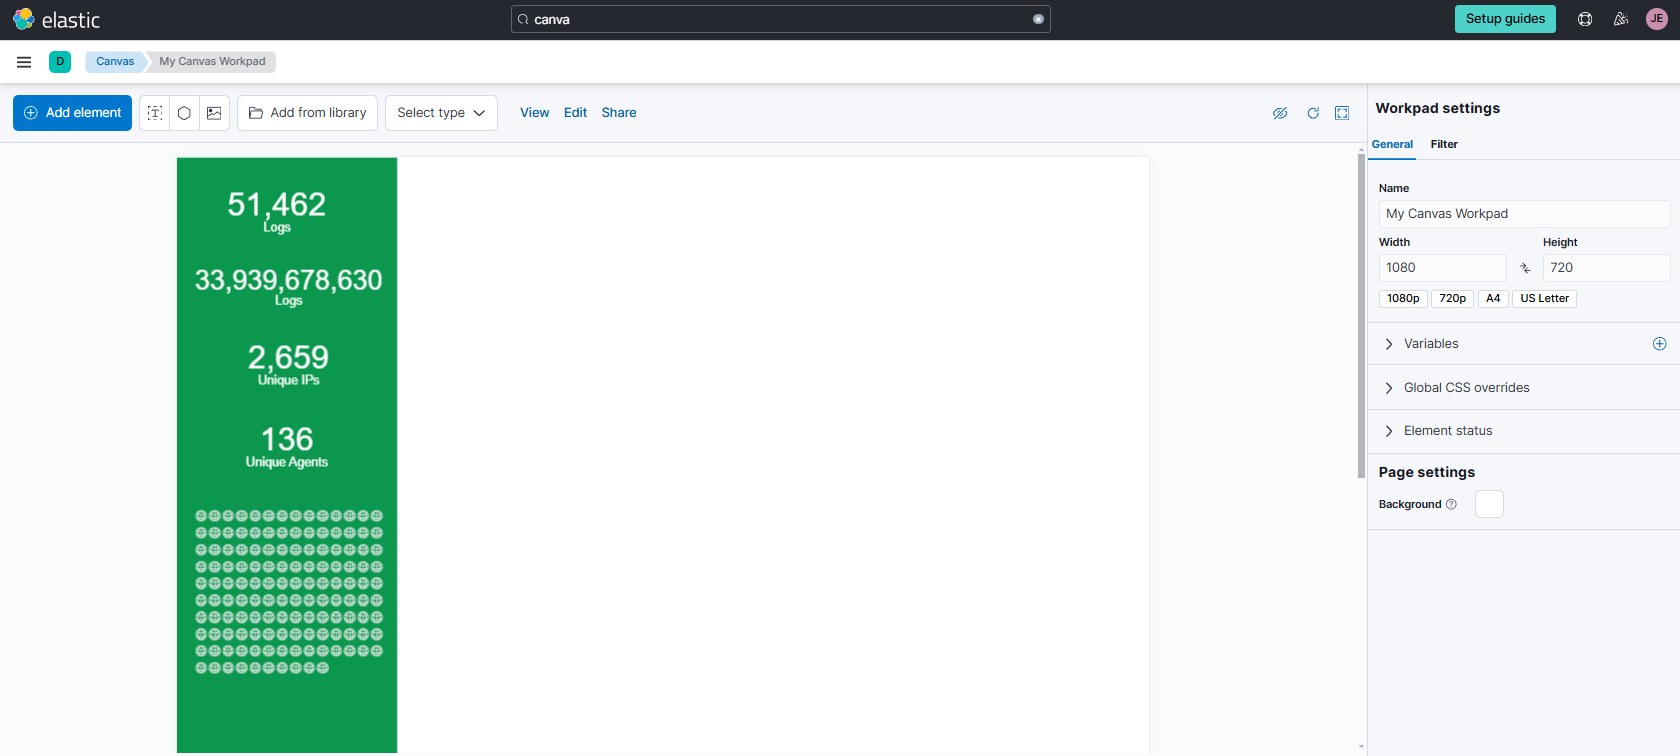 elastic
canva
Setup guides
JE
D
Canvas
My Canvas Workpad
Add element
T
Add from library
Select type
View
Edit
Share
51,462
Logs
33,939,678,630
Logs
2,659
Unique IPs
136
Unique Agents
Workpad settings
General
Filter
Name
My Canvas Workpad
Width
Height
1080
720
1080p
720p
A4
US Letter
Variables
Global CSS overrides
Element status
Page settings
Background